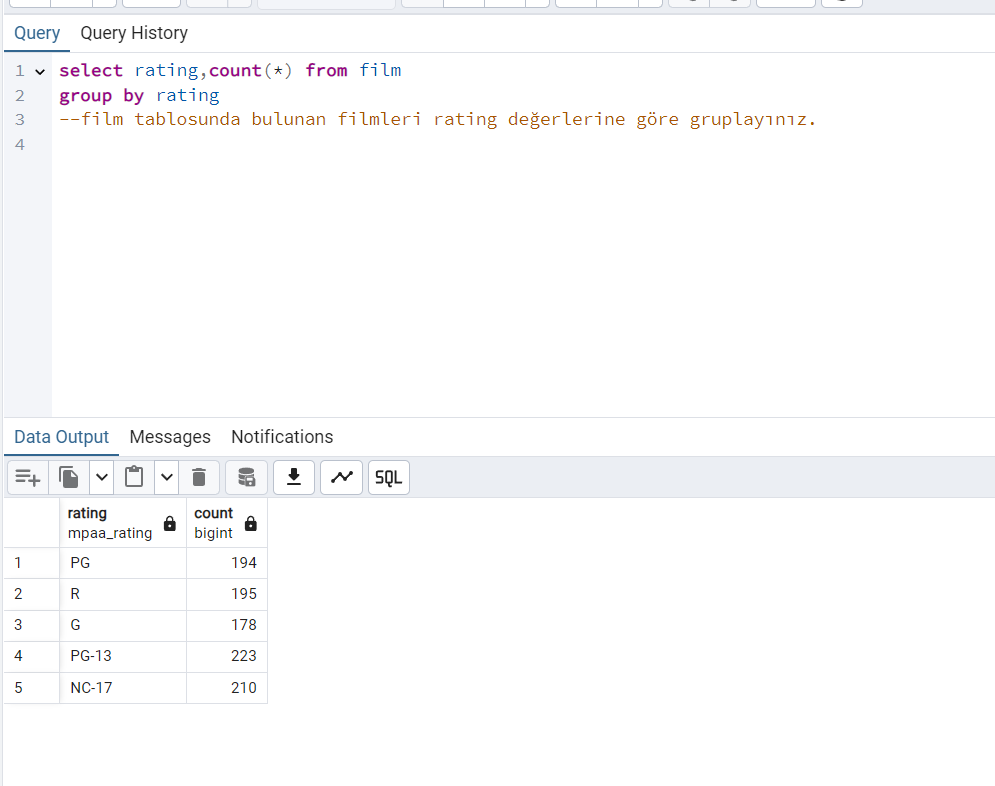 Query Query History
1 select rating,count(*) from film
2 group by rating
3 --film tablosunda bulunan filmleri rating değerlerine göre gruplayınız.
4
Data Output Messages Notifications
SQL
rating count
mpaa_rating bigint
1 PG 194
2 R 195
3 G 178
4 PG-13 223
5 NC-17 210